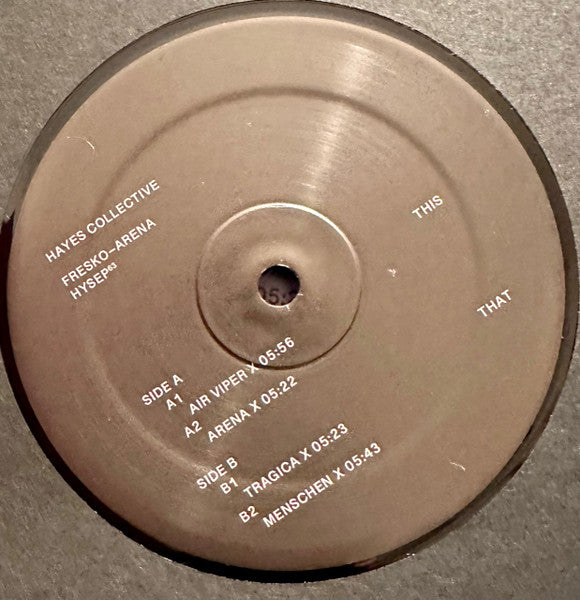 HAYES COLLECTIVE
FRESKO–ARENA
HYSEP⁶³
THIS
THAT
SIDE A
A1 AIR VIPER X 05:56
A2 ARENA X 05:22
SIDE B
B1 TRAGICA X 05:23
B2 MENSCHEN X 05:43